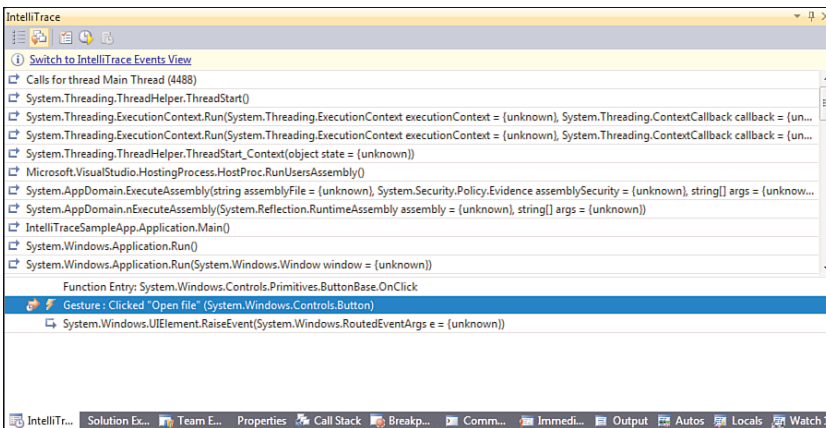 IntelliTrace
Switch to IntelliTrace Events View
Calls for thread Main Thread (4488)
System.Threading.ThreadHelper.ThreadStart()
System.Threading.ExecutionContext.Run(System.Threading.ExecutionContext executionContext = {unknown}, System.Threading.ContextCallback callback = {un...
System.Threading.ExecutionContext.Run(System.Threading.ExecutionContext executionContext = {unknown}, System.Threading.ContextCallback callback = {un...
System.Threading.ThreadHelper.ThreadStart_Context(object state = {unknown})
Microsoft.VisualStudio.HostingProcess.HostProc.RunUsersAssembly()
System.AppDomain.ExecuteAssembly(string assemblyFile = {unknown}, System.Security.Policy.Evidence assemblySecurity = {unknown}, string[] args = {unknow...
System.AppDomain.nExecuteAssembly(System.Reflection.RuntimeAssembly assembly = {unknown}, string[] args = {unknown})
IntelliTraceSampleApp.Application.Main()
System.Windows.Application.Run()
System.Windows.Application.Run(System.Windows.Window window = {unknown})
Function Entry: System.Windows.Controls.Primitives.ButtonBase.OnClick
Gesture : Clicked "Open file" (System.Windows.Controls.Button)
System.Windows.UIElement.RaiseEvent(System.Windows.RoutedEventArgs e = {unknown})
IntelliTr... Solution Ex... Team E... Properties Call Stack Breakp... Comm... Immedi... Output Autos Locals Watch 1